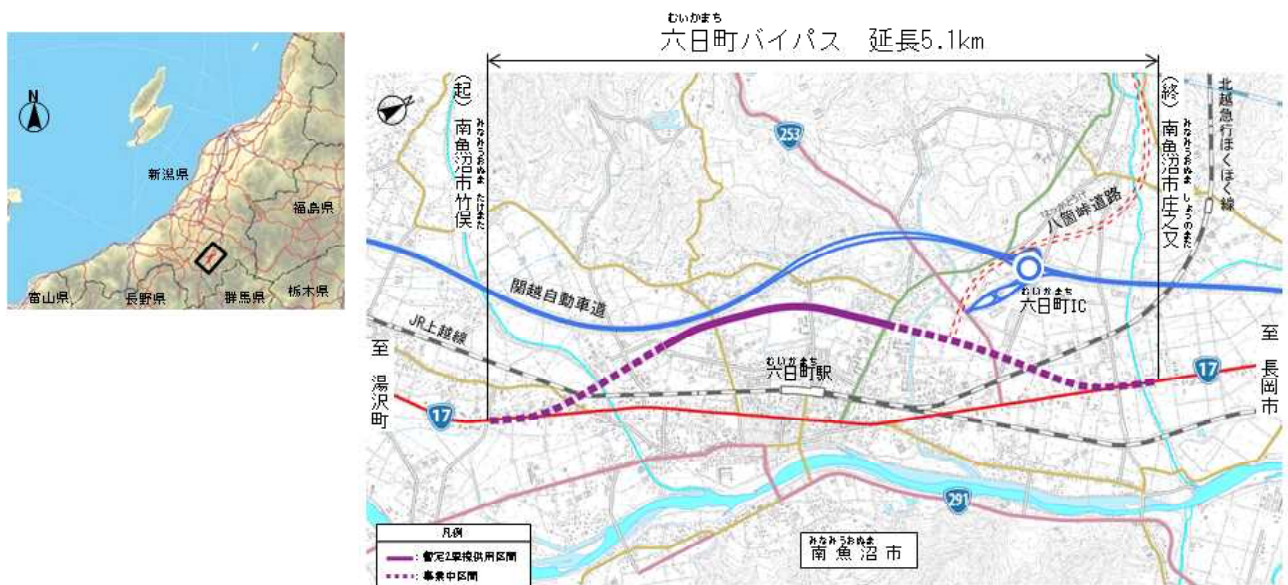 むいかまち
六日町バイパス 延長5.1km
N
新潟県
福島県
富山県
長野県
群馬県
栃木県
N
(起)南魚沼市竹俣
みなみうおぬま たけまた
253
八箇峠道路
はっかとうげ
(終)南魚沼市庄之又
みなみうおぬま しょうのまた
北越急行ほくほく線
関越自動車道
むいかまち
六日町IC
JR上越線
むいかまち
六日町駅
至 湯沢町
17
17
至 長岡市
291
みなみうおぬま
南魚沼市
凡例
:暫定2車線供用区間
:事業中区間